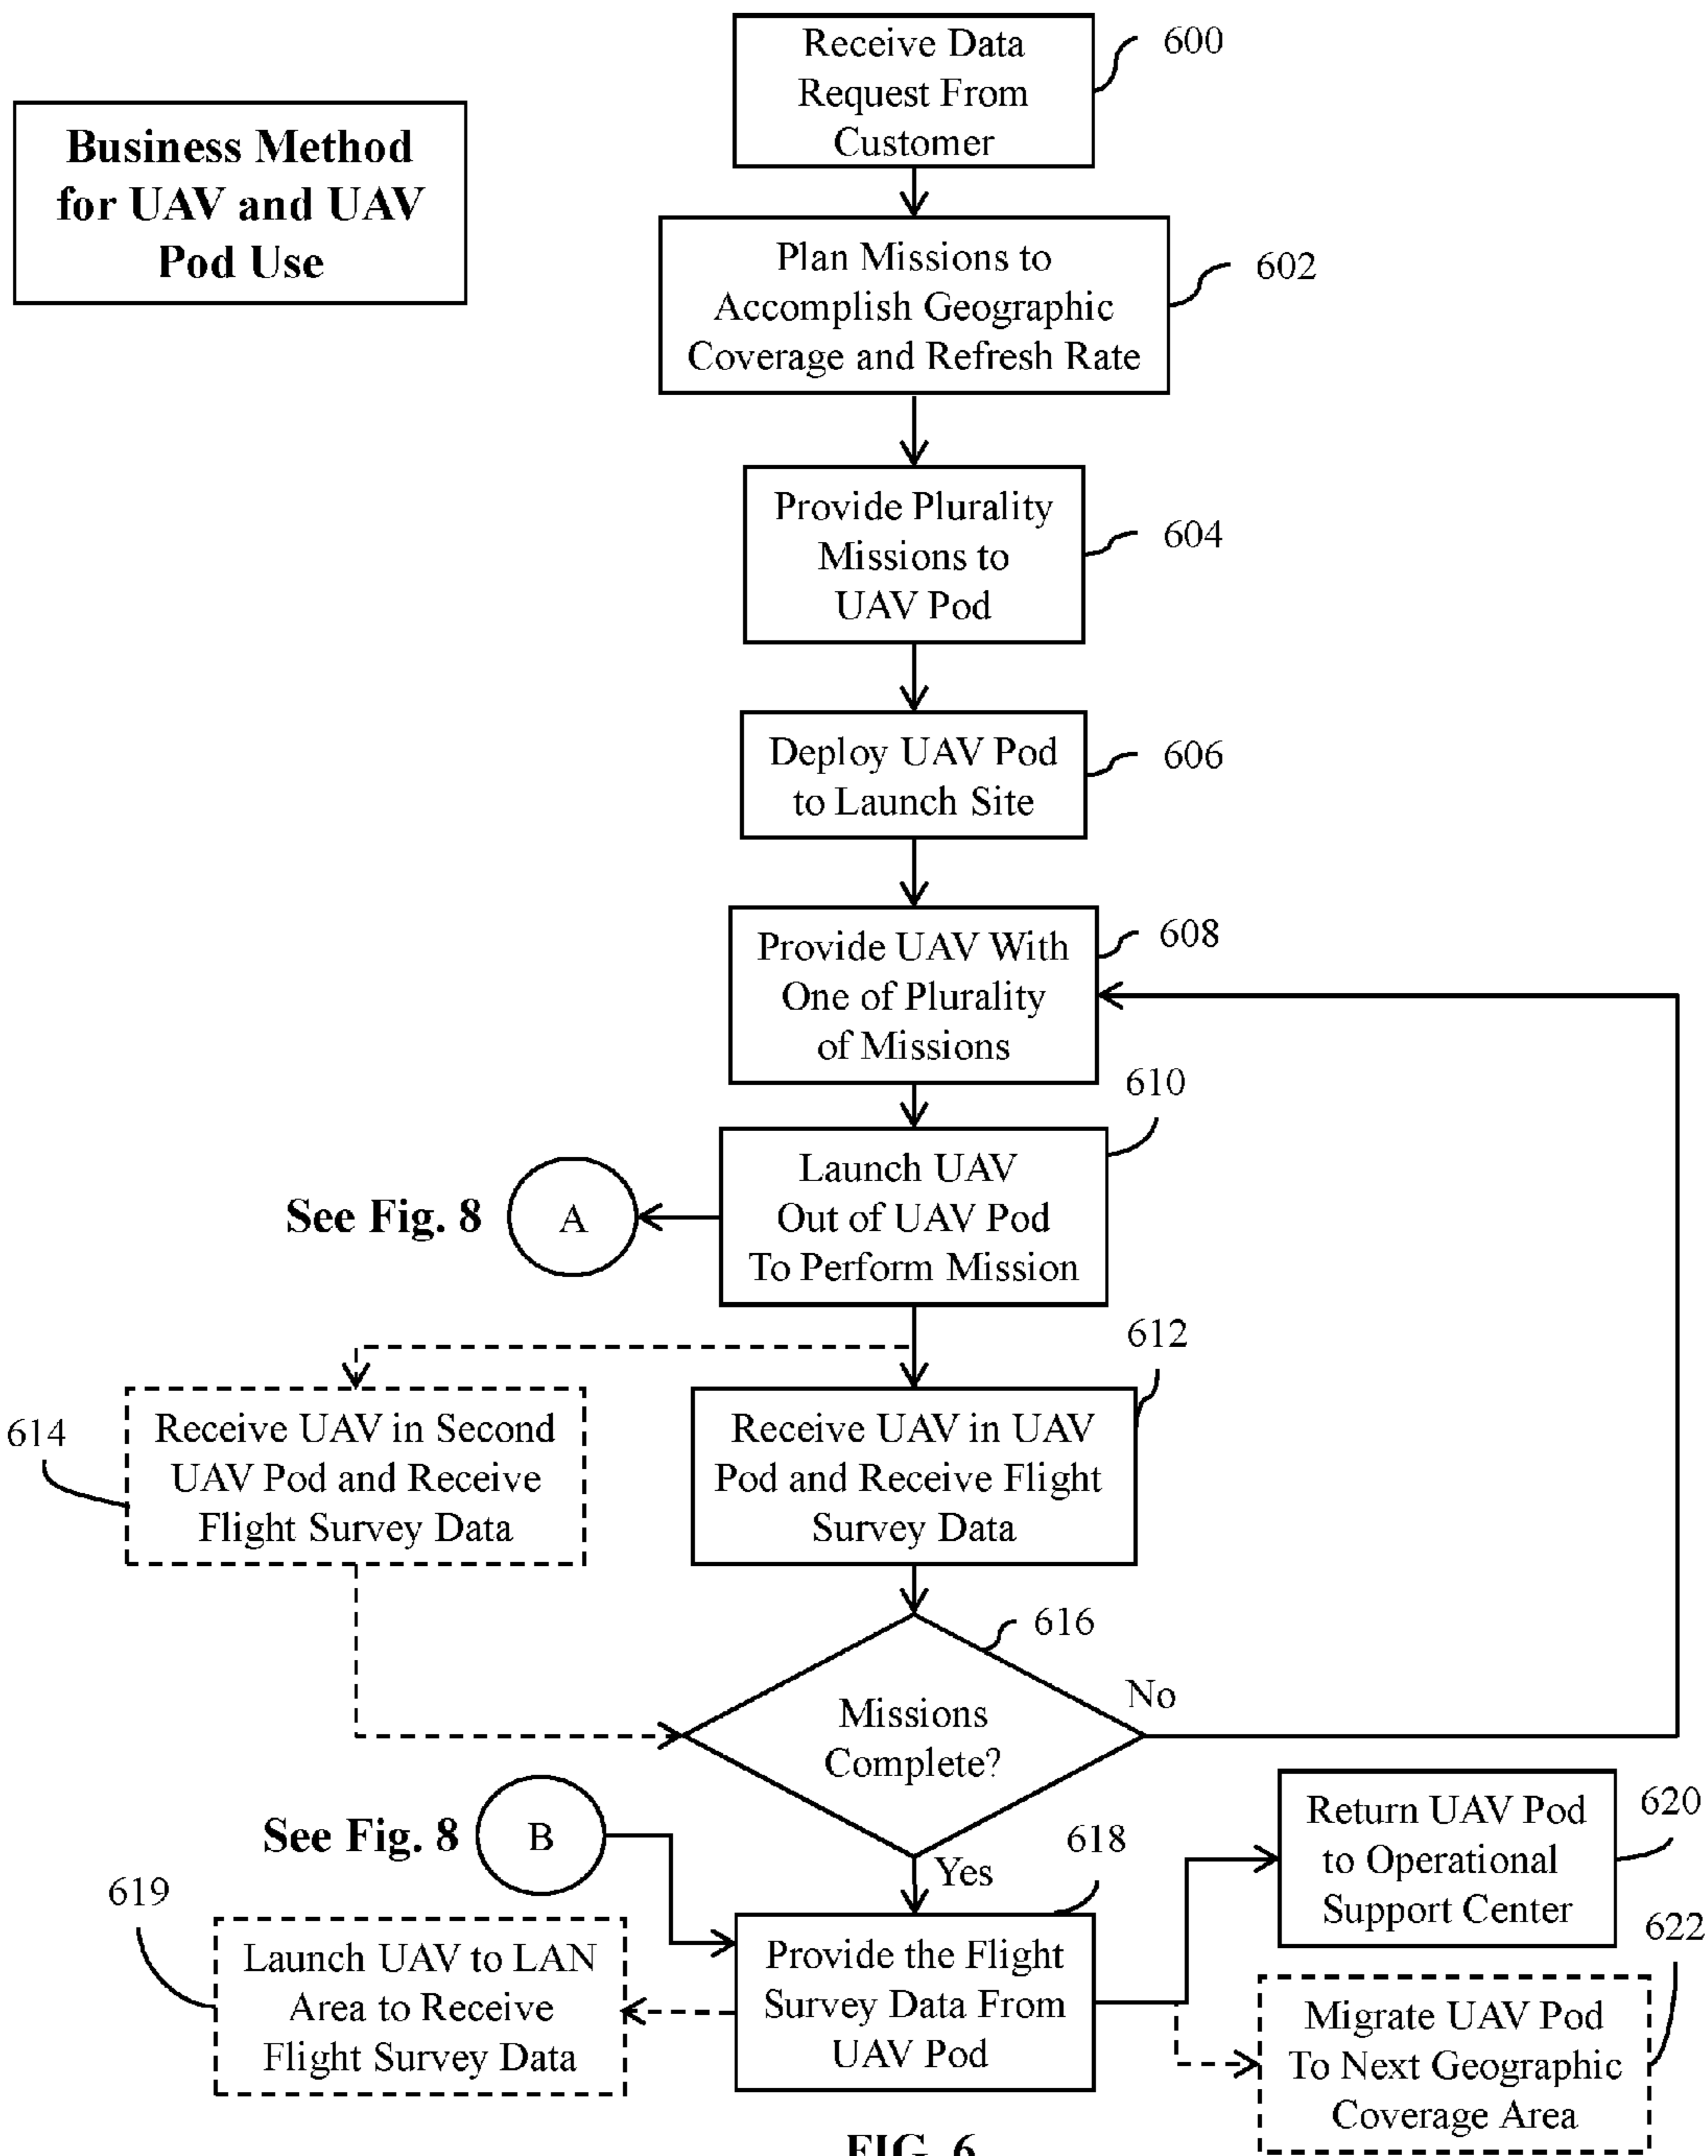 Business Method
for UAV and UAV
Pod Use
Receive Data
Request From
Customer
600
Plan Missions to
Accomplish Geographic
Coverage and Refresh Rate
602
Provide Plurality
Missions to
UAV Pod
604
Deploy UAV Pod
to Launch Site
606
Provide UAV With
One of Plurality
of Missions
608
Launch UAV
Out of UAV Pod
To Perform Mission
610
See Fig. 8
A
Receive UAV in UAV
Pod and Receive Flight
Survey Data
612
Receive UAV in Second
UAV Pod and Receive
Flight Survey Data
614
Missions
Complete?
616
No
Yes
See Fig. 8
B
Provide the Flight
Survey Data From
UAV Pod
618
Launch UAV to LAN
Area to Receive
Flight Survey Data
619
Return UAV Pod
to Operational
Support Center
620
Migrate UAV Pod
To Next Geographic
Coverage Area
622
FIG. 6